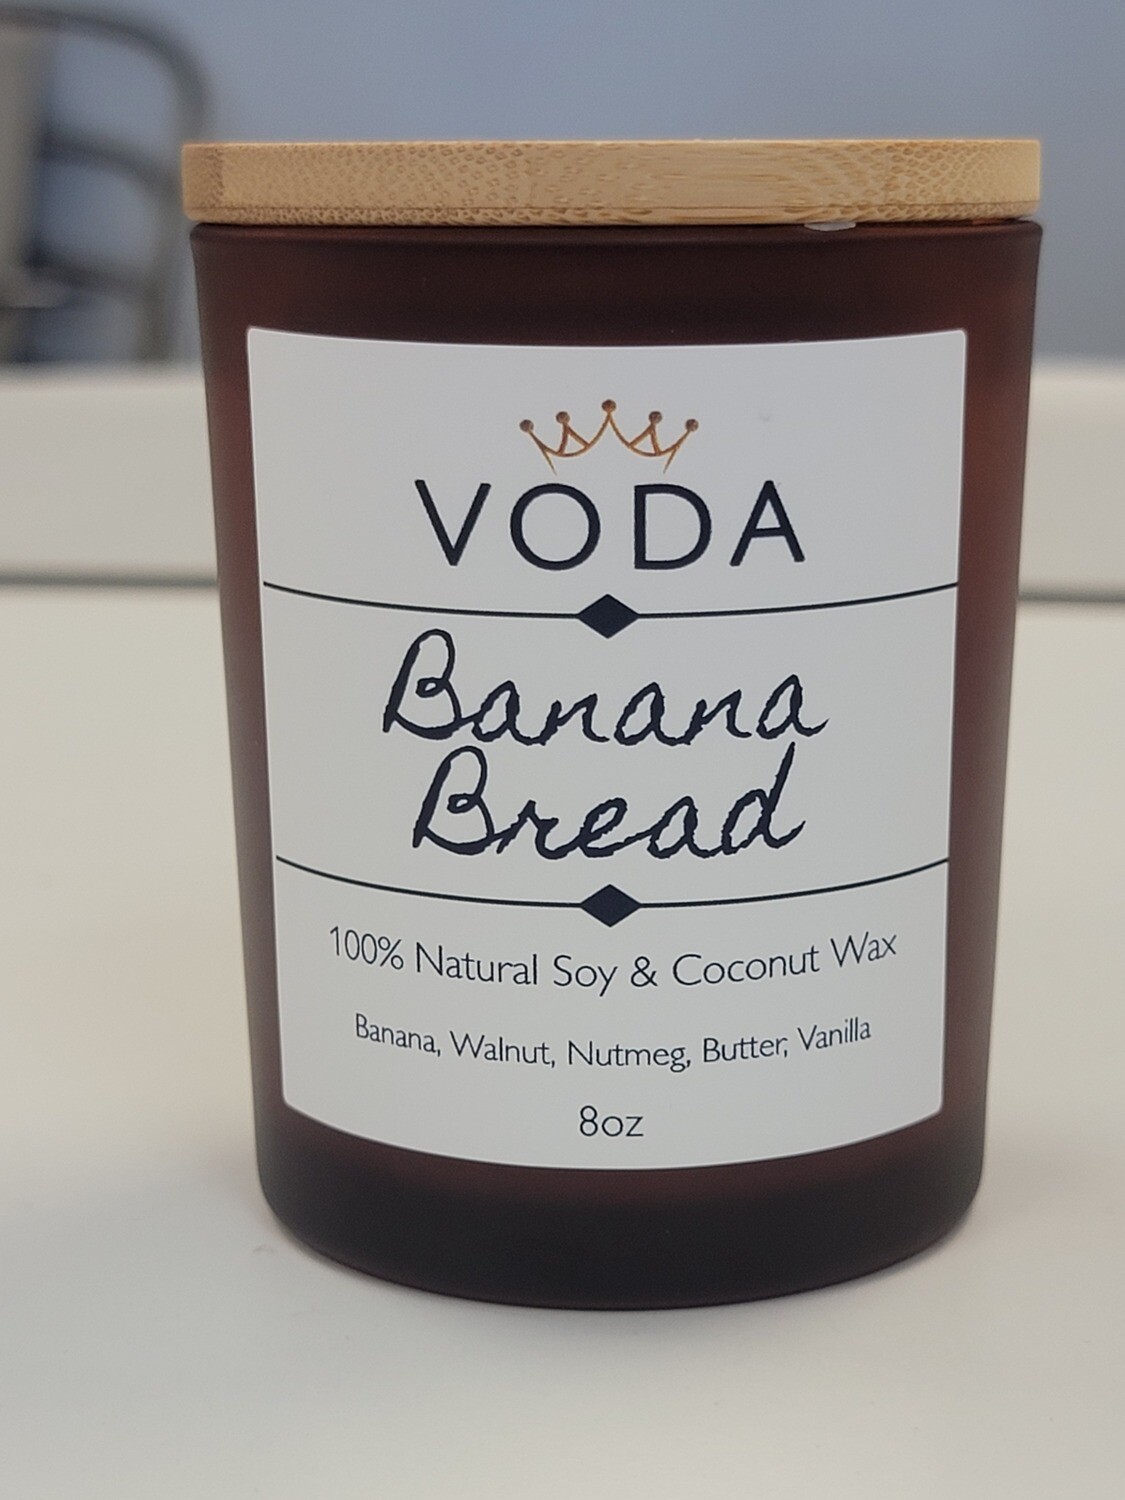 VODA
Banana
Bread
100% Natural Soy & Coconut Wax
Banana, Walnut, Nutmeg, Butter, Vanilla
8oz